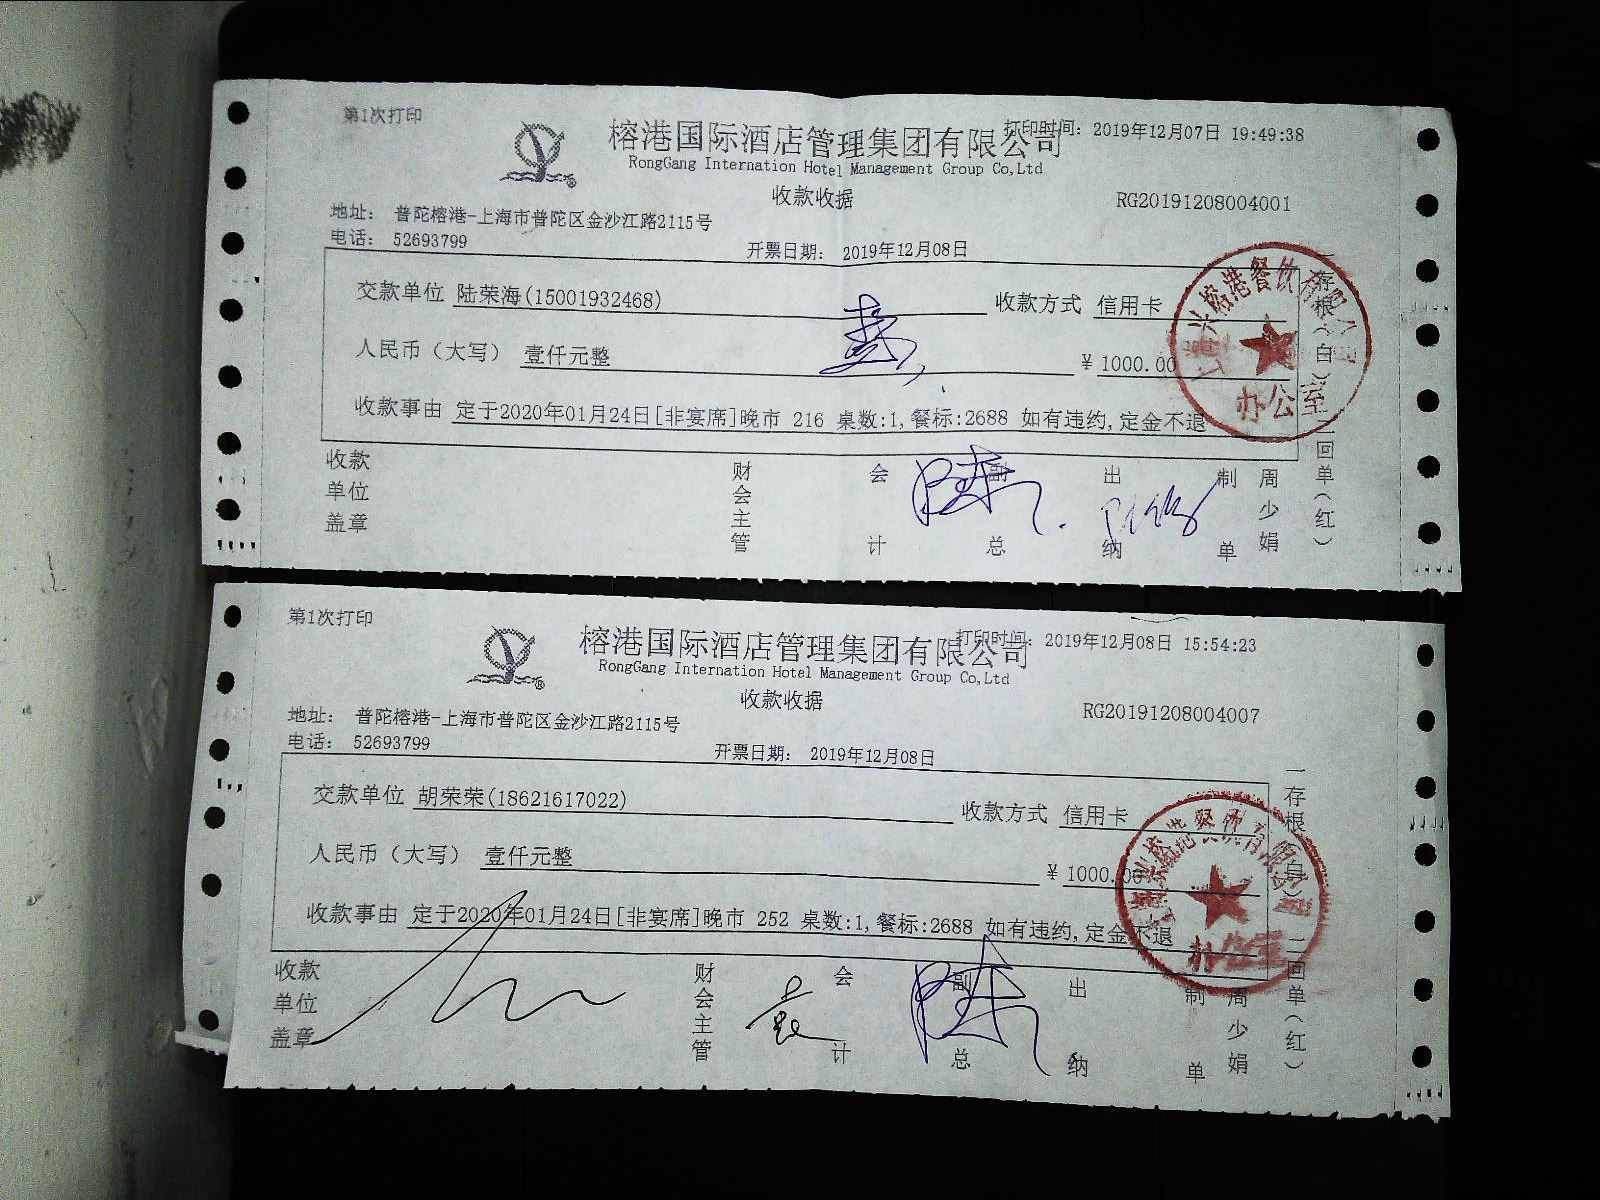 第1次打印
打印时间: 2019年12月07日 19:49:38
榕港国际酒店管理集团有限公司
RongGang Internation Hotel Management Group Co,Ltd
收款收据
RG20191208004001
地址: 普陀榕港-上海市普陀区金沙江路2115号
电话: 52693799
开票日期: 2019年12月08日
交款单位 陆荣海(15001932468) 收款方式 信用卡
人民币(大写) 壹仟元整 ¥ 1000.00
收款事由 定于2020年01月24日[非宴席]晚市 216 桌数:1,餐标:2688 如有违约,定金不退
收款单位盖章 财会主管 会计 副总 出纳 制单 周少娟
一存根(白) 二回单(红)
办公室
第1次打印
打印时间: 2019年12月08日 15:54:23
榕港国际酒店管理集团有限公司
RongGang Internation Hotel Management Group Co,Ltd
收款收据
RG20191208004007
地址: 普陀榕港-上海市普陀区金沙江路2115号
电话: 52693799
开票日期: 2019年12月08日
交款单位 胡荣荣(18621617022) 收款方式 信用卡
人民币(大写) 壹仟元整 ¥ 1000.00
收款事由 定于2020年01月24日[非宴席]晚市 252 桌数:1,餐标:2688 如有违约,定金不退
收款单位盖章 财会主管 会计 副总 出纳 制单 周少娟
一存根(白) 二回单(红)
办公室